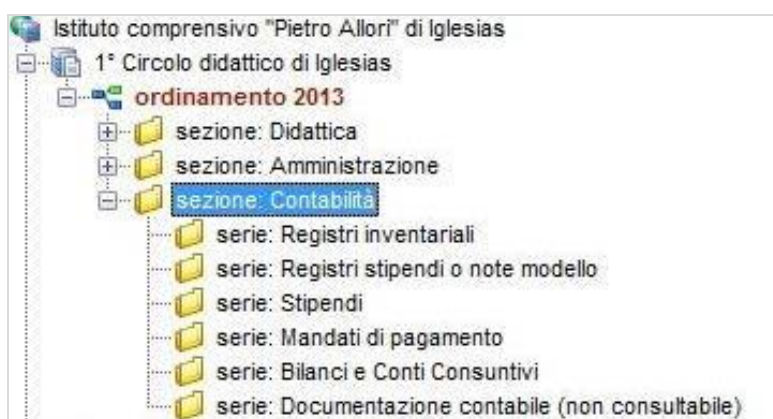 Istituto comprensivo "Pietro Allori" di Iglesias
1° Circolo didattico di Iglesias
ordinamento 2013
sezione: Didattica
sezione: Amministrazione
sezione: Contabilità
serie: Registri inventariali
serie: Registri stipendi o note modello
serie: Stipendi
serie: Mandati di pagamento
serie: Bilanci e Conti Consuntivi
serie: Documentazione contabile (non consultabile)